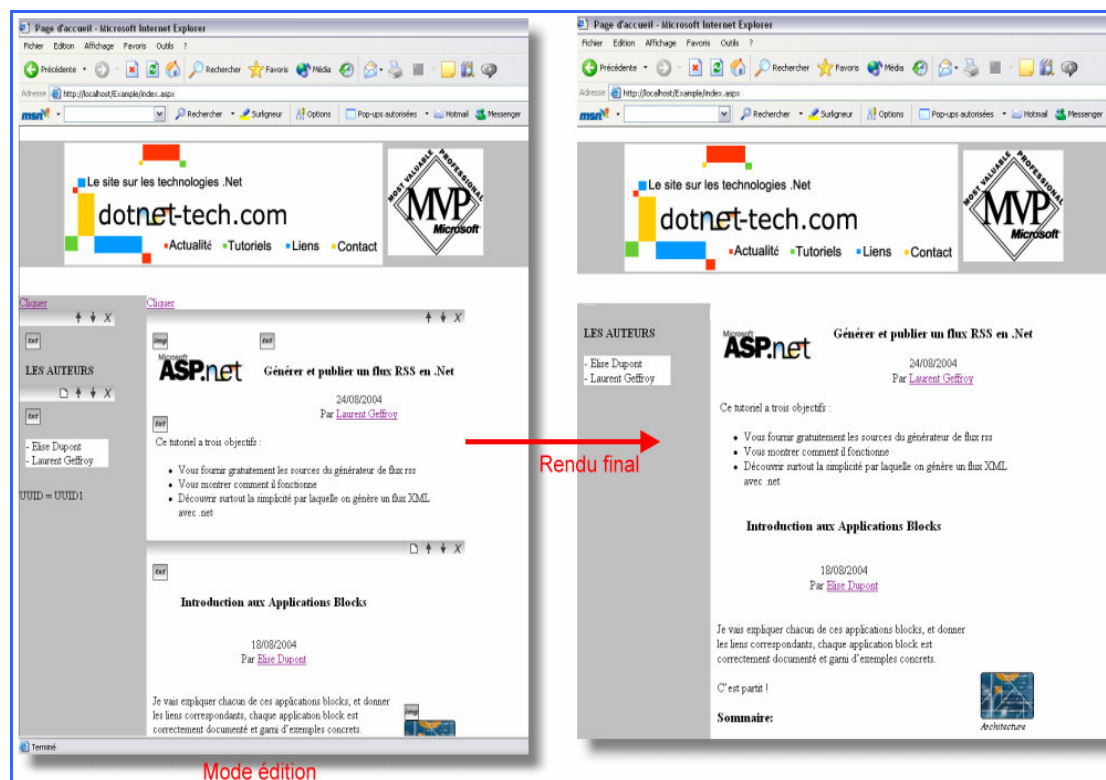 Page d'accueil - Microsoft Internet Explorer
Fichier Edition Affichage Favoris Outils ?
Précédente Rechercher Favoris Média
Adresse http://localhost/Example/index.aspx
msn Rechercher Surligneur Options Pop-ups autorisées Hotmail Messenger
Le site sur les technologies .Net
dotnet-tech.com
Actualité Tutoriels Liens Contact
MOST VALUABLE PROFESSIONAL
MVP
Microsoft
Cliquer
Cliquer
X
X
txt
img
txt
LES AUTEURS
Microsoft
ASP.net
Générer et publier un flux RSS en .Net
X
24/08/2004
Par Laurent Geffroy
txt
txt
- Elise Dupont
- Laurent Geffroy
UUID = UUID1
Ce tutoriel a trois objectifs :
• Vous fournir gratuitement les sources du générateur de flux rss
• Vous montrer comment il fonctionne
• Découvrir surtout la simplicité par laquelle on génère un flux XML
avec .net
X
txt
Introduction aux Applications Blocks
18/08/2004
Par Elise Dupont
Je vais expliquer chacun de ces applications blocks, et donner
les liens correspondants, chaque application block est
correctement documenté et garni d'exemples concrets.
img
Terminé
Mode édition
Rendu final
Page d'accueil - Microsoft Internet Explorer
Fichier Edition Affichage Favoris Outils ?
Précédente Rechercher Favoris Média
Adresse http://localhost/Example/index.aspx
msn Rechercher Surligneur Options Pop-ups autorisées Hotmail Messenger
Le site sur les technologies .Net
dotnet-tech.com
Actualité Tutoriels Liens Contact
MOST VALUABLE PROFESSIONAL
MVP
Microsoft
LES AUTEURS
- Elise Dupont
- Laurent Geffroy
Microsoft
ASP.net
Générer et publier un flux RSS en .Net
24/08/2004
Par Laurent Geffroy
Ce tutoriel a trois objectifs :
• Vous fournir gratuitement les sources du générateur de flux rss
• Vous montrer comment il fonctionne
• Découvrir surtout la simplicité par laquelle on génère un flux XML
avec .net
Introduction aux Applications Blocks
18/08/2004
Par Elise Dupont
Je vais expliquer chacun de ces applications blocks, et donner
les liens correspondants, chaque application block est
correctement documenté et garni d'exemples concrets.
C'est partit !
Sommaire:
Architecture